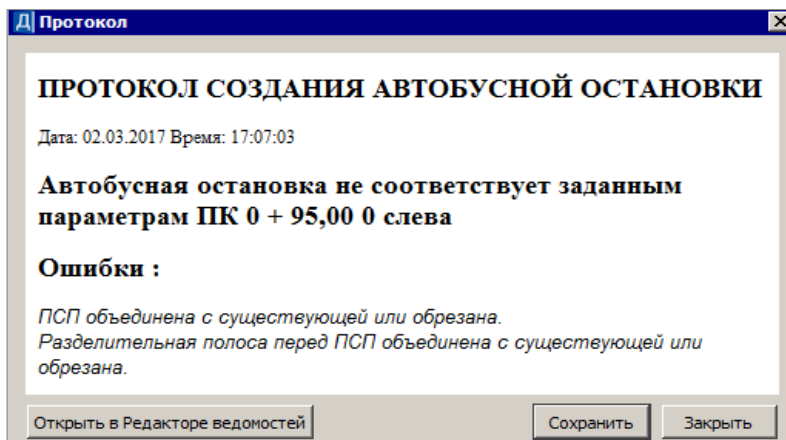 Д Протокол
ПРОТОКОЛ СОЗДАНИЯ АВТОБУСНОЙ ОСТАНОВКИ
Дата: 02.03.2017 Время: 17:07:03
Автобусная остановка не соответствует заданным
параметрам ПК 0 + 95,00 0 слева
Ошибки :
ПСП объединена с существующей или обрезана.
Разделительная полоса перед ПСП объединена с существующей или
обрезана.
Открыть в Редакторе ведомостей Сохранить Закрыть